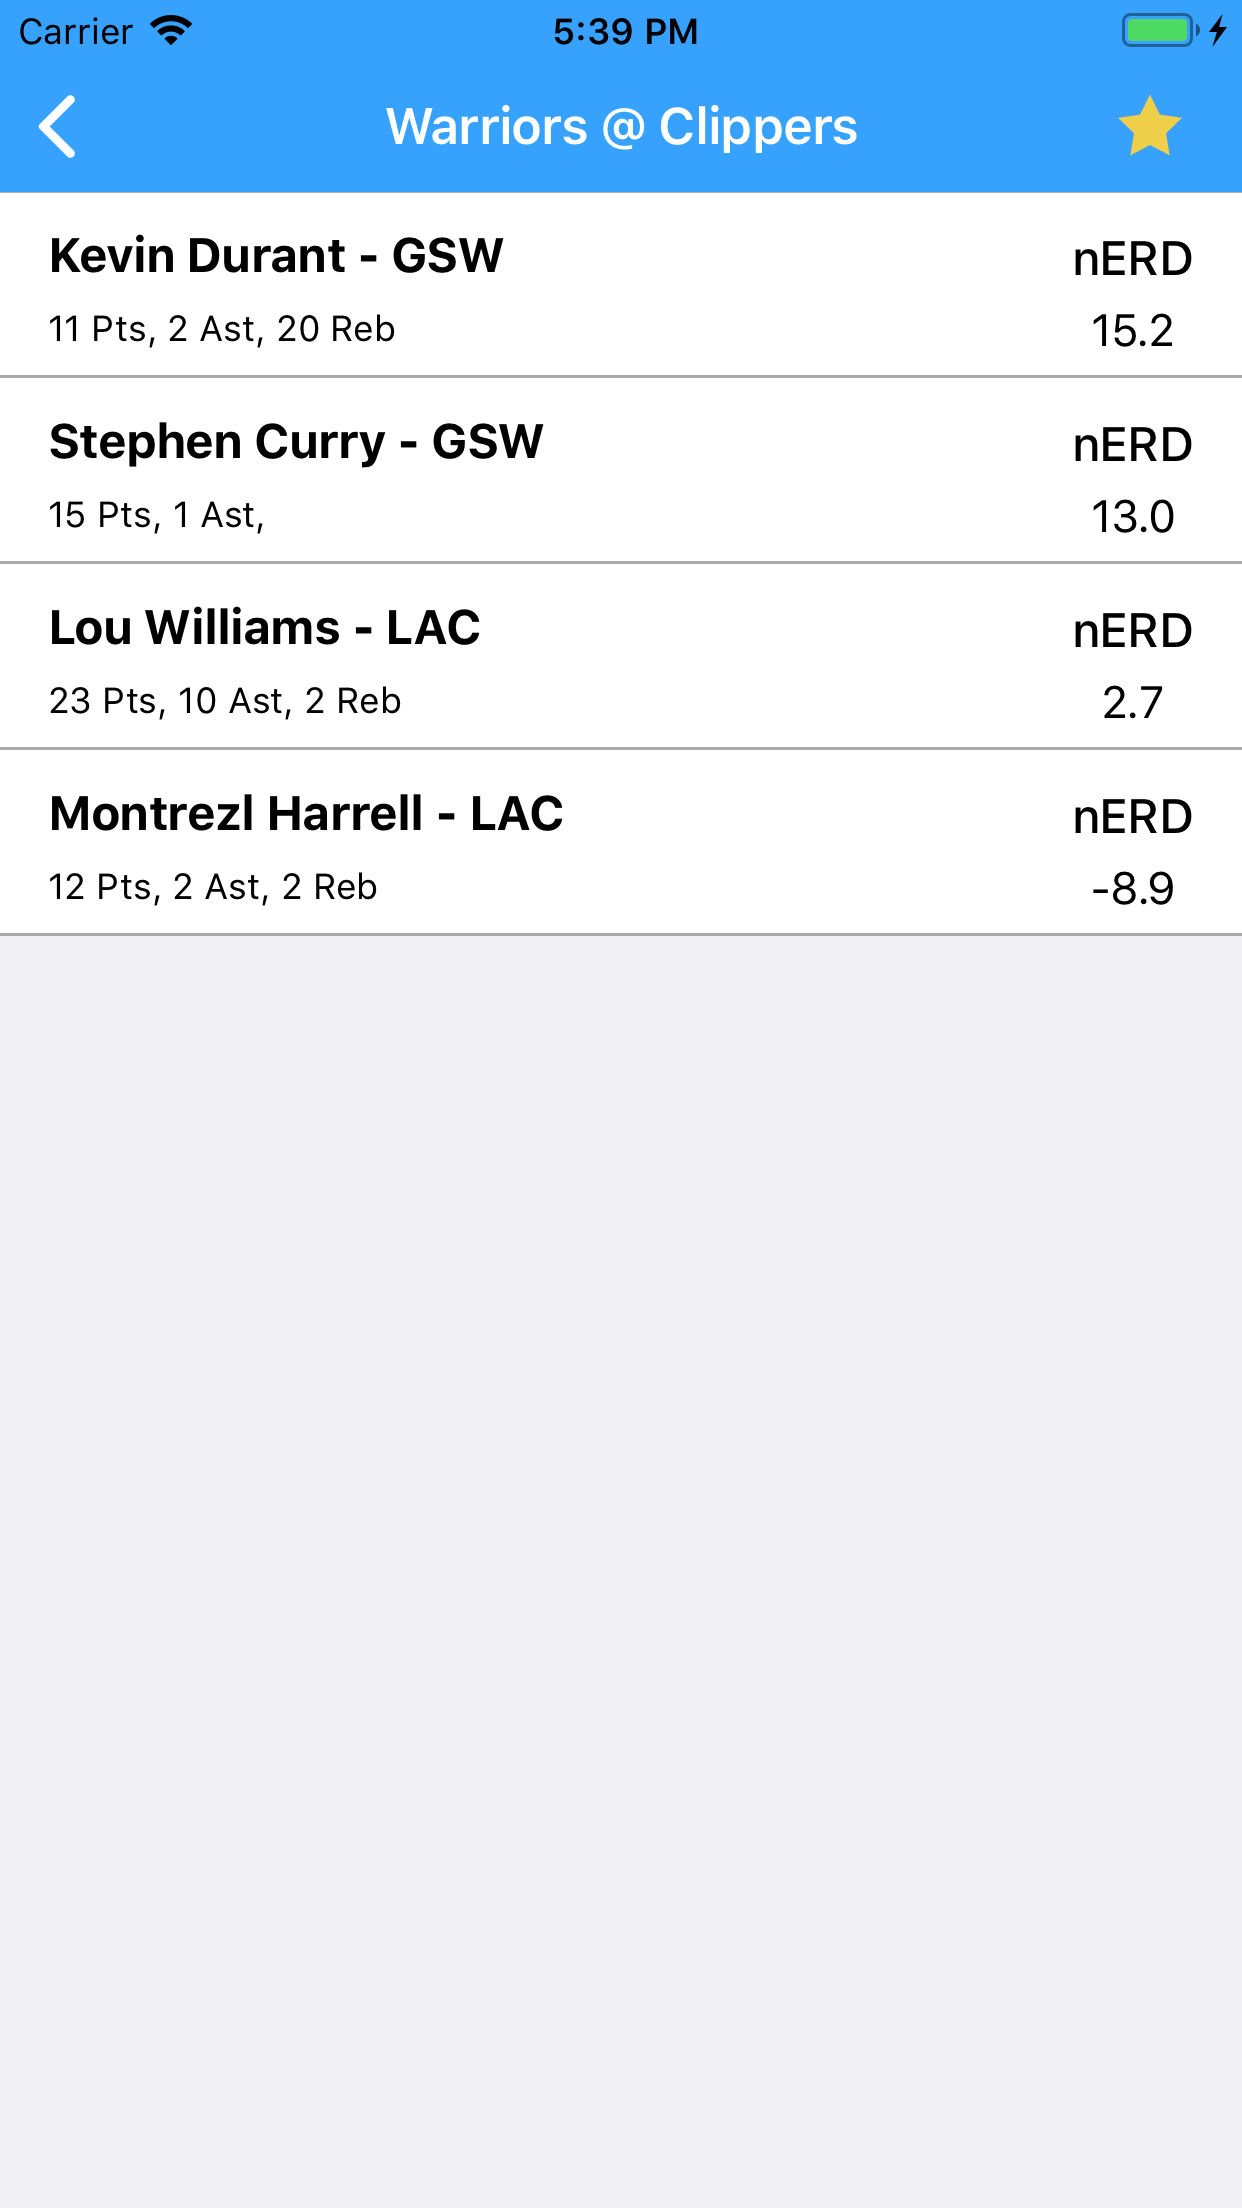 Carrier 5:39 PM
Warriors @ Clippers
Kevin Durant - GSW nERD
11 Pts, 2 Ast, 20 Reb 15.2
Stephen Curry - GSW nERD
15 Pts, 1 Ast, 13.0
Lou Williams - LAC nERD
23 Pts, 10 Ast, 2 Reb 2.7
Montrezl Harrell - LAC nERD
12 Pts, 2 Ast, 2 Reb -8.9